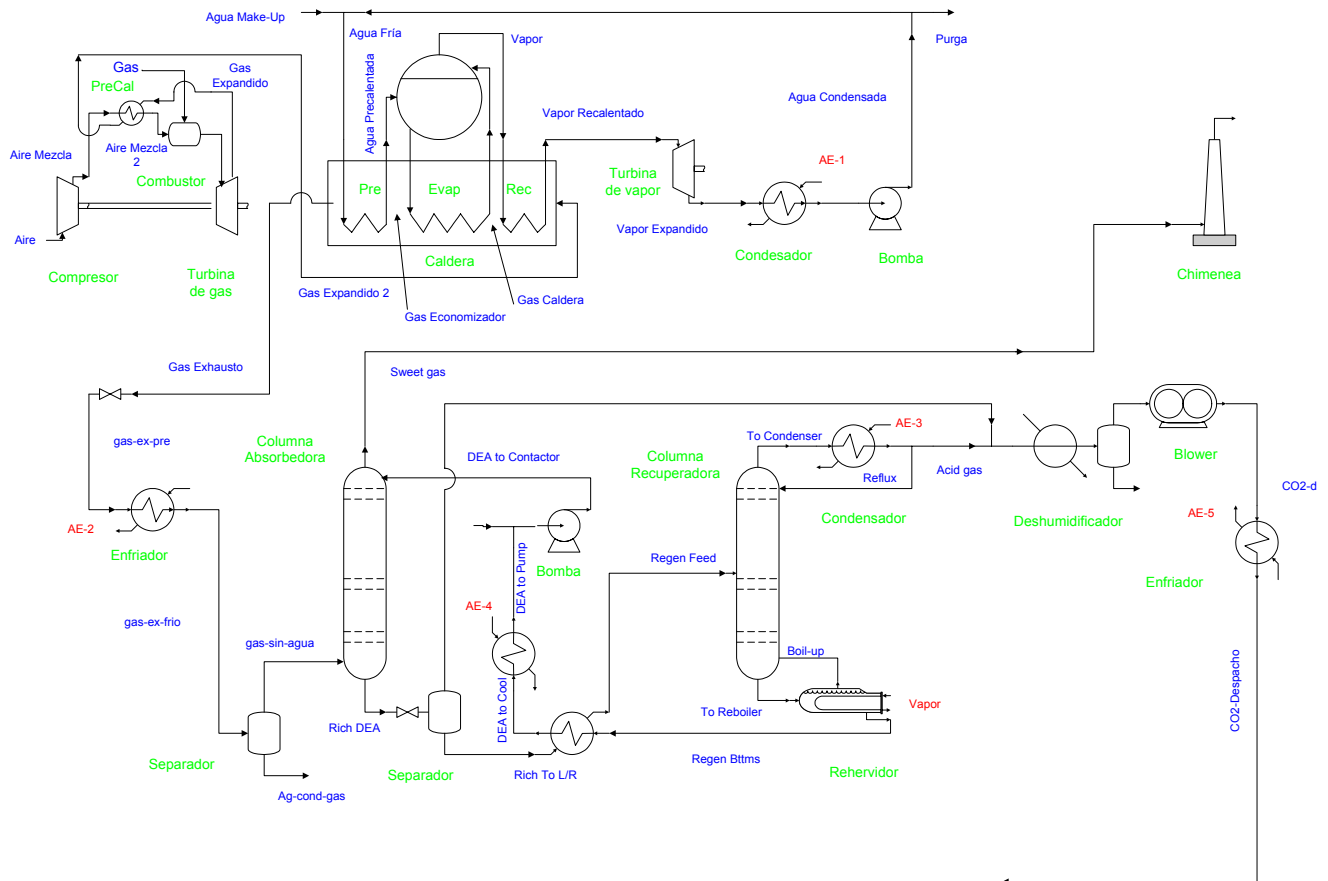 Agua Make-Up
Agua Fría
Vapor
Purga
Gas
Gas
Expandido
PreCal
Agua Precalentada
Agua Condensada
Vapor Recalentado
Aire Mezcla
Aire Mezcla
2
Combustor
Turbina
de vapor
AE-1
Pre
Evap
Rec
Vapor Expandido
Aire
Compresor
Turbina
de gas
Caldera
Condesador
Bomba
Chimenea
Gas Expandido 2
Gas Caldera
Gas Economizador
Gas Exhausto
Sweet gas
gas-ex-pre
Columna
Absorbedora
DEA to Contactor
Columna
Recuperadora
To Condenser
AE-3
Reflux
Acid gas
Blower
CO2-d
Condensador
Deshumidificador
AE-5
AE-2
Enfriador
DEA to Pump
Bomba
Regen Feed
Enfriador
AE-4
gas-ex-frio
gas-sin-agua
Boil-up
DEA to Cool
To Reboiler
Vapor
CO2-Despacho
Rich DEA
Separador
Separador
Rich To L/R
Regen Bttms
Rehervidor
Ag-cond-gas